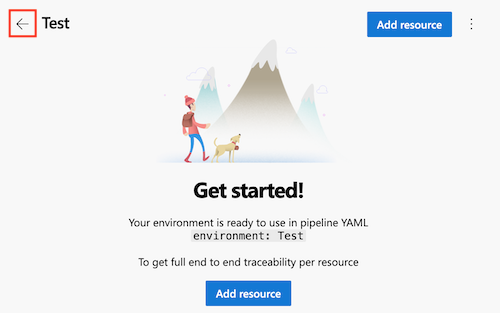 Test
Add resource
Get started!
Your environment is ready to use in pipeline YAML
environment: Test
To get full end to end traceability per resource
Add resource